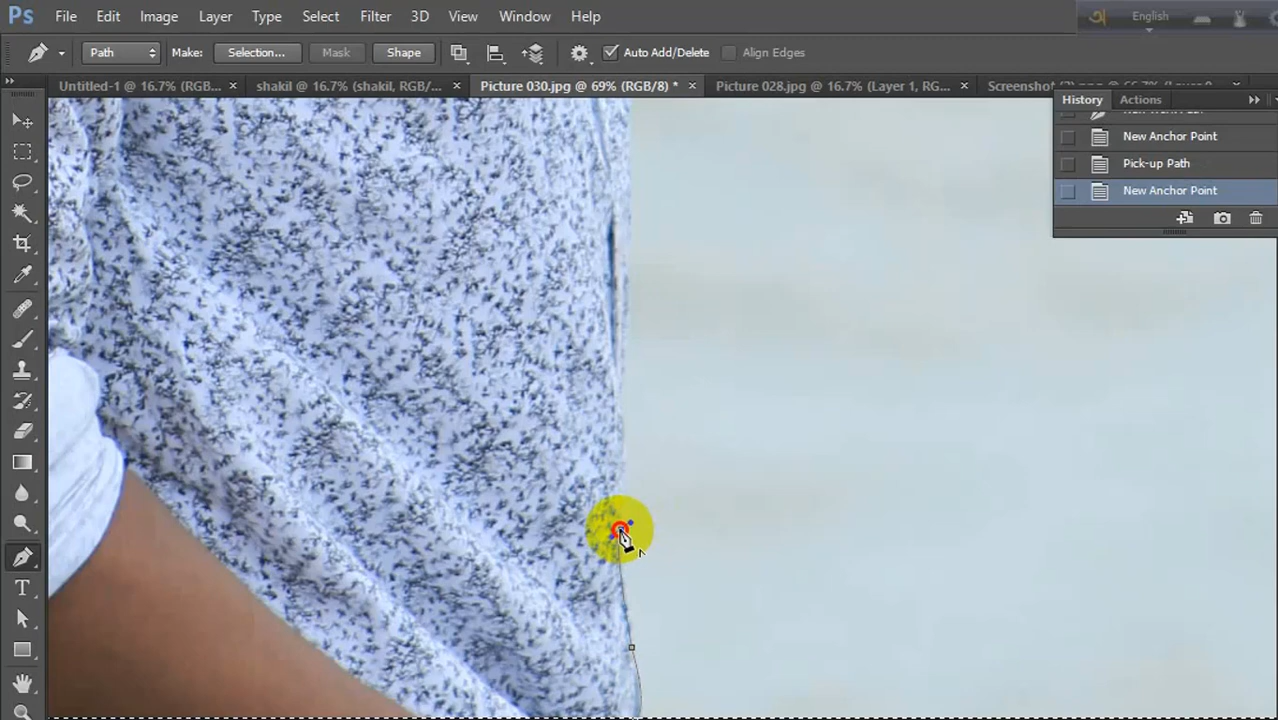 Ps File Edit Image Layer Type Select Filter 3D View Window Help
English
Path Make: Selection... Mask Shape Auto Add/Delete Align Edges
Untitled-1 @ 16.7% (RGB... × shakil @ 16.7% (shakil, RGB/... × Picture 030.jpg @ 69% (RGB/8) * × Picture 028.jpg @ 16.7% (Layer 1, RG... ×
History Actions
New Anchor Point
Pick-up Path
New Anchor Point
T